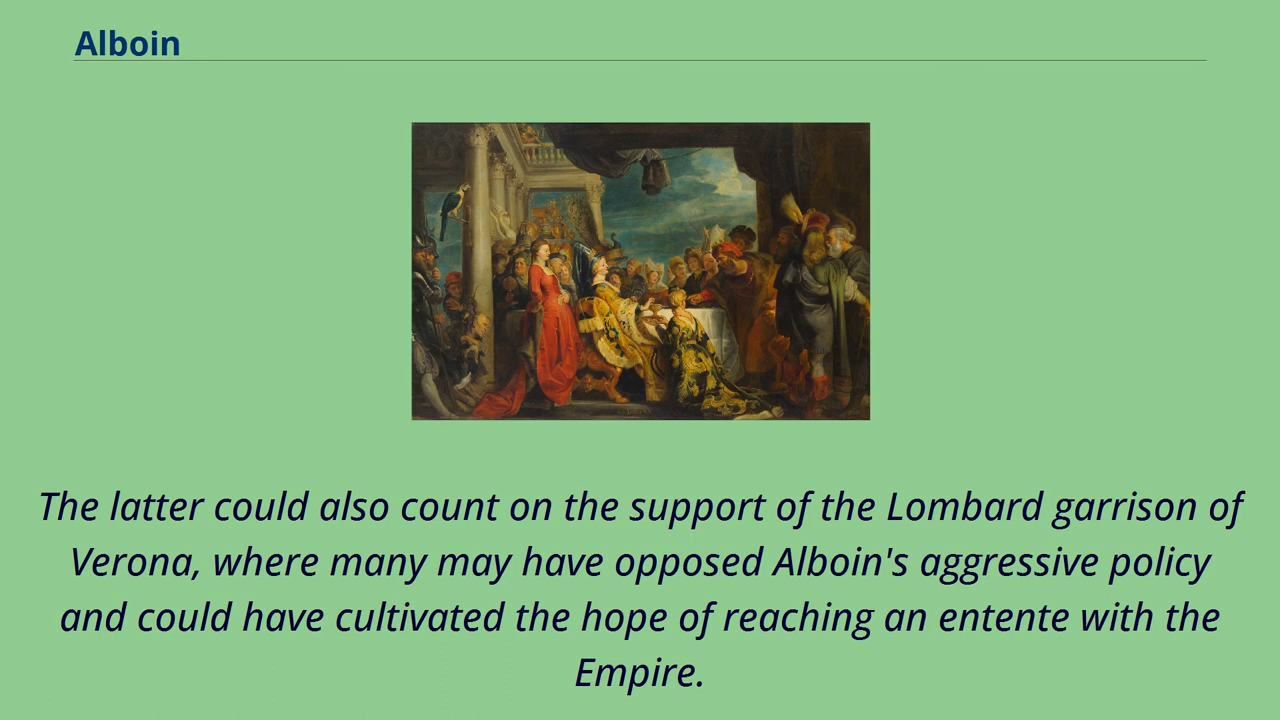 Alboin
The latter could also count on the support of the Lombard garrison of
Verona, where many may have opposed Alboin's aggressive policy
and could have cultivated the hope of reaching an entente with the
Empire.